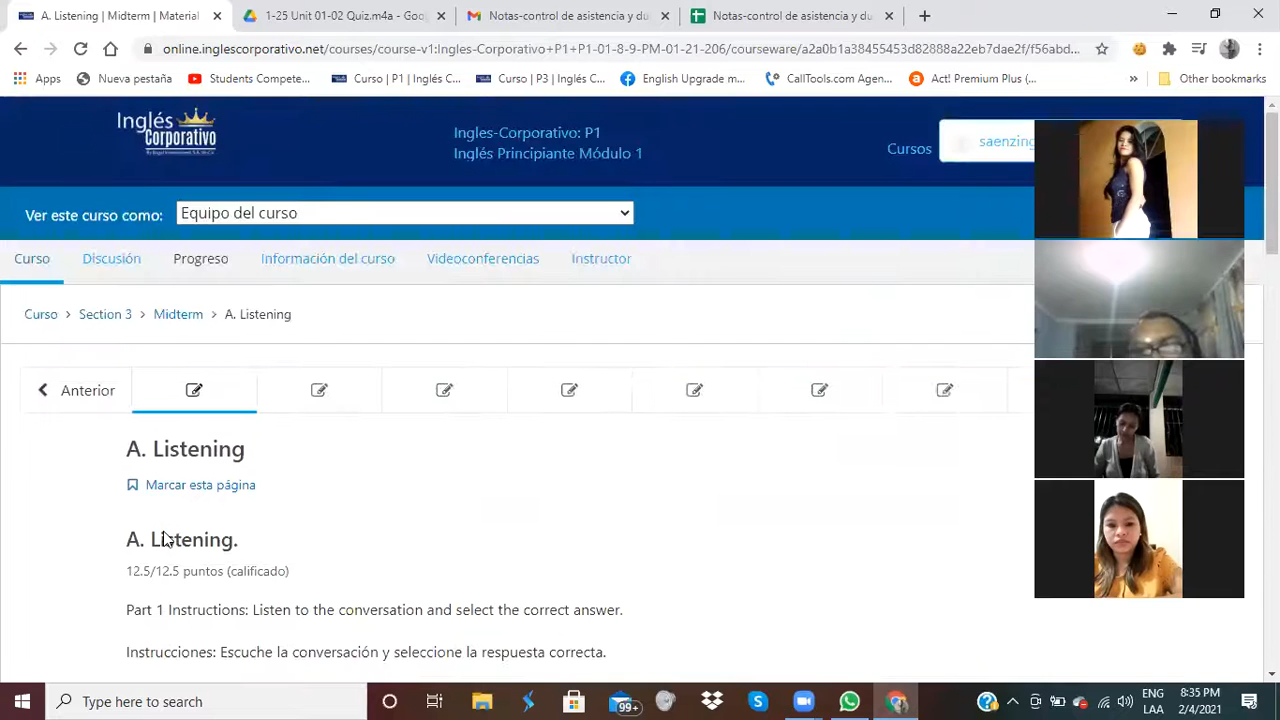 A. Listening | Midterm | Material
1-25 Unit 01-02 Quiz.m4a - Goo
Notas-control de asistencia y du
Notas-control de asistencia y du
online.inglescorporativo.net/courses/course-v1:Ingles-Corporativo+P1+P1-01-8-9-PM-01-21-206/courseware/a2a0b1a38455453d82888a22eb7dae2f/f56abd...
Apps
Nueva pestaña
Students Compete...
Curso | P1 | Inglés C...
Curso | P3 | Inglés C...
English Upgrade m...
CallTools.com Agen...
Act! Premium Plus (...
»
Other bookmarks
Inglés
Corporativo
Ingles-Corporativo: P1
Inglés Principiante Módulo 1
Cursos
saenzing
Ver este curso como:
Equipo del curso
Curso
Discusión
Progreso
Información del curso
Videoconferencias
Instructor
Curso > Section 3 > Midterm > A. Listening
Anterior
A. Listening
Marcar esta página
A. Listening.
12.5/12.5 puntos (calificado)
Part 1 Instructions: Listen to the conversation and select the correct answer.
Instrucciones: Escuche la conversación y seleccione la respuesta correcta.
Type here to search
99+
ENG
LAA
8:35 PM
2/4/2021